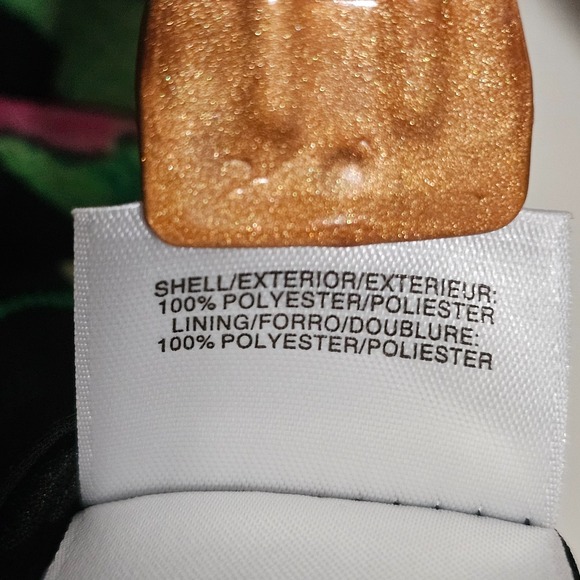 SHELL/EXTERIOR/EXTERIEUR:
100% POLYESTER/POLIESTER
LINING/FORRO/DOUBLURE:
100% POLYESTER/POLIESTER